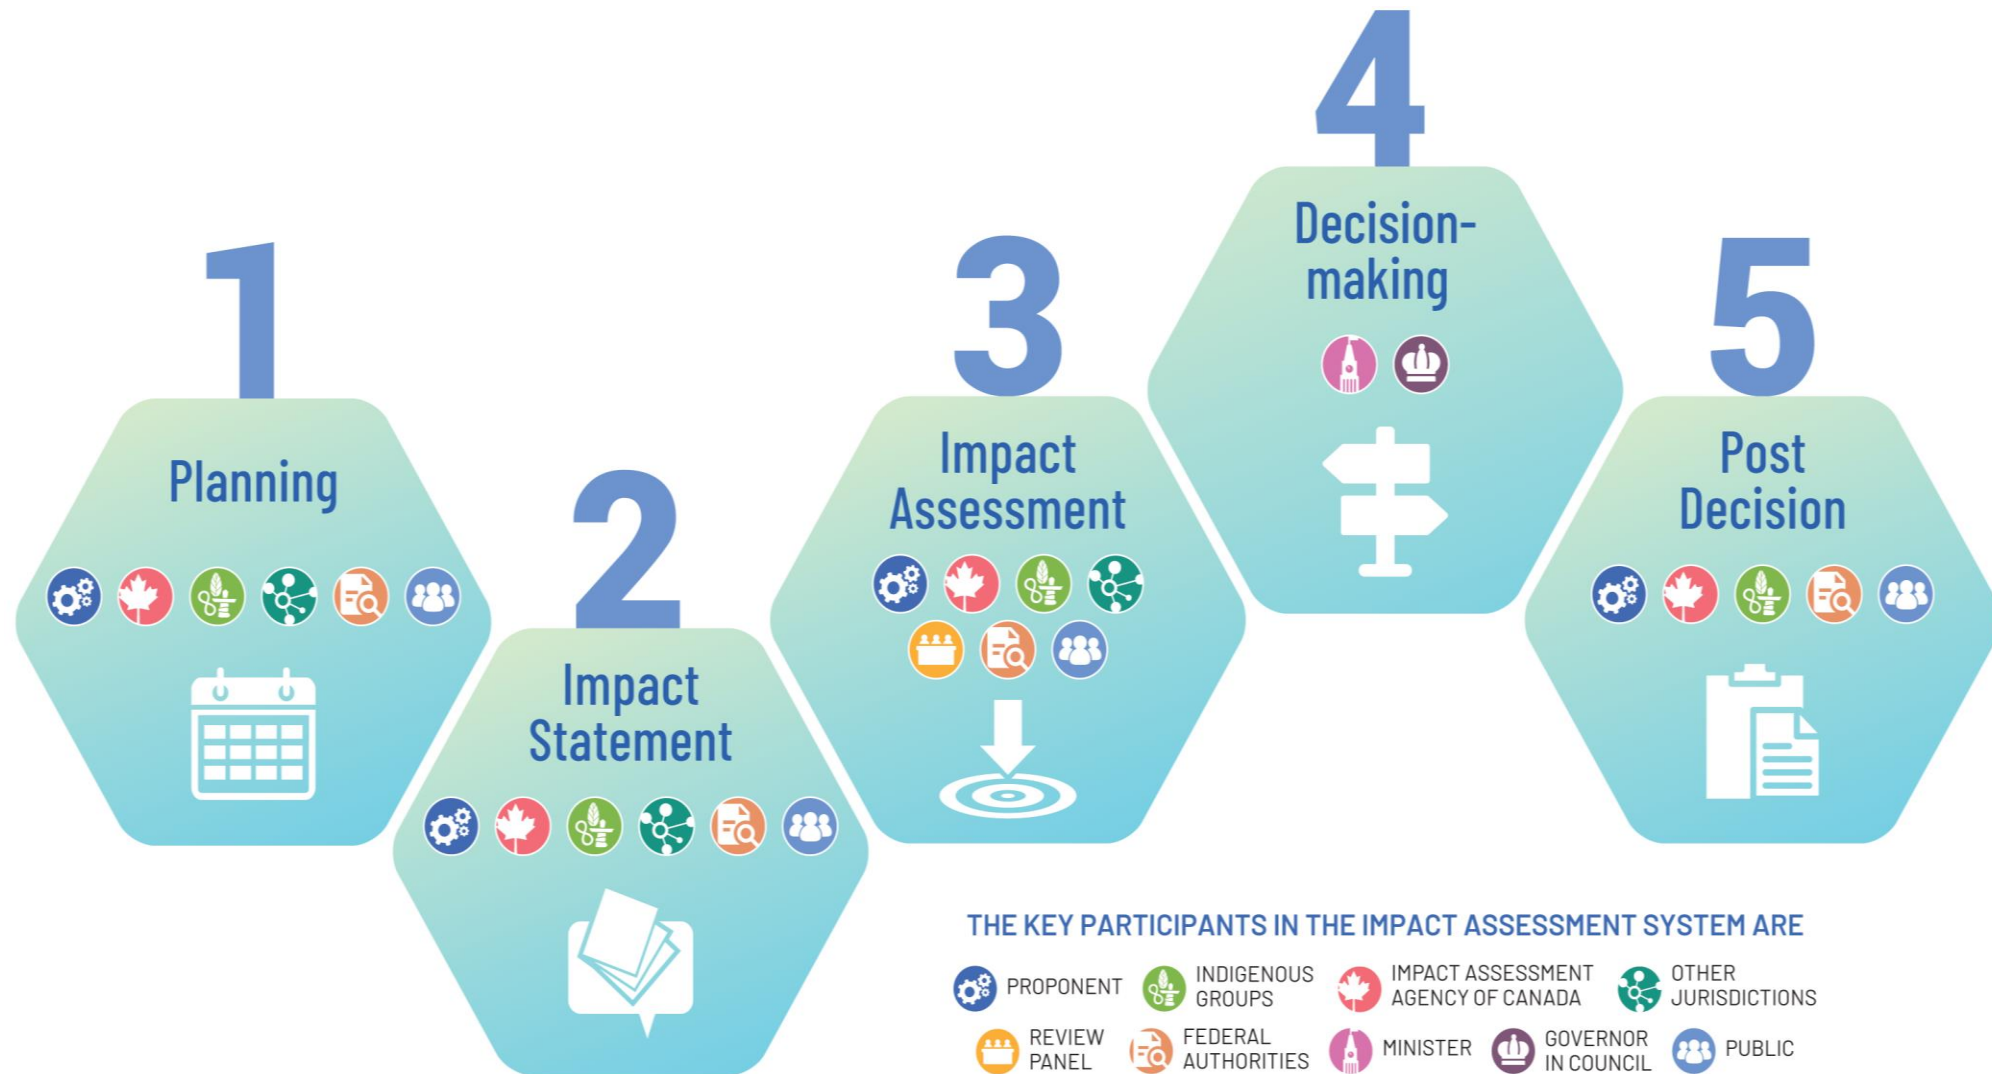 1
Planning
2
Impact
Statement
3
Impact
Assessment
4
Decision-
making
5
Post
Decision
THE KEY PARTICIPANTS IN THE IMPACT ASSESSMENT SYSTEM ARE
PROPONENT
INDIGENOUS
GROUPS
IMPACT ASSESSMENT
AGENCY OF CANADA
OTHER
JURISDICTIONS
REVIEW
PANEL
FEDERAL
AUTHORITIES
MINISTER
GOVERNOR
IN COUNCIL
PUBLIC